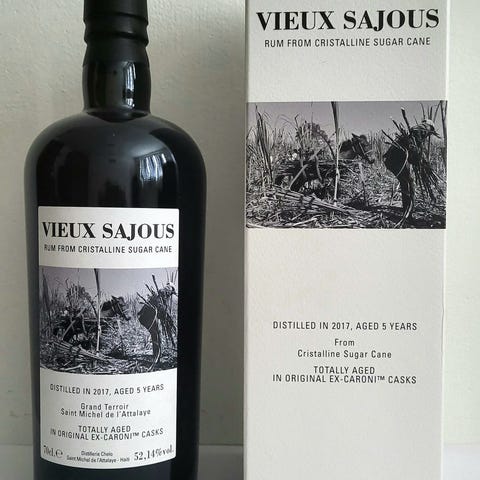 VIEUX SAJOUS
RUM FROM CRISTALLINE SUGAR CANE
DISTILLED IN 2017, AGED 5 YEARS
Grand Terroir
Saint Michel de l'Attalaye
TOTALLY AGED
IN ORIGINAL EX-CARONI™ CASKS
70cl. e
Distillerie Chelo
Saint Michel de l'Attalaye - Haïti
52,14%vol.
VIEUX SAJOUS
RUM FROM CRISTALLINE SUGAR CANE
DISTILLED IN 2017, AGED 5 YEARS
From
Cristalline Sugar Cane
TOTALLY AGED
IN ORIGINAL EX-CARONI™ CASKS